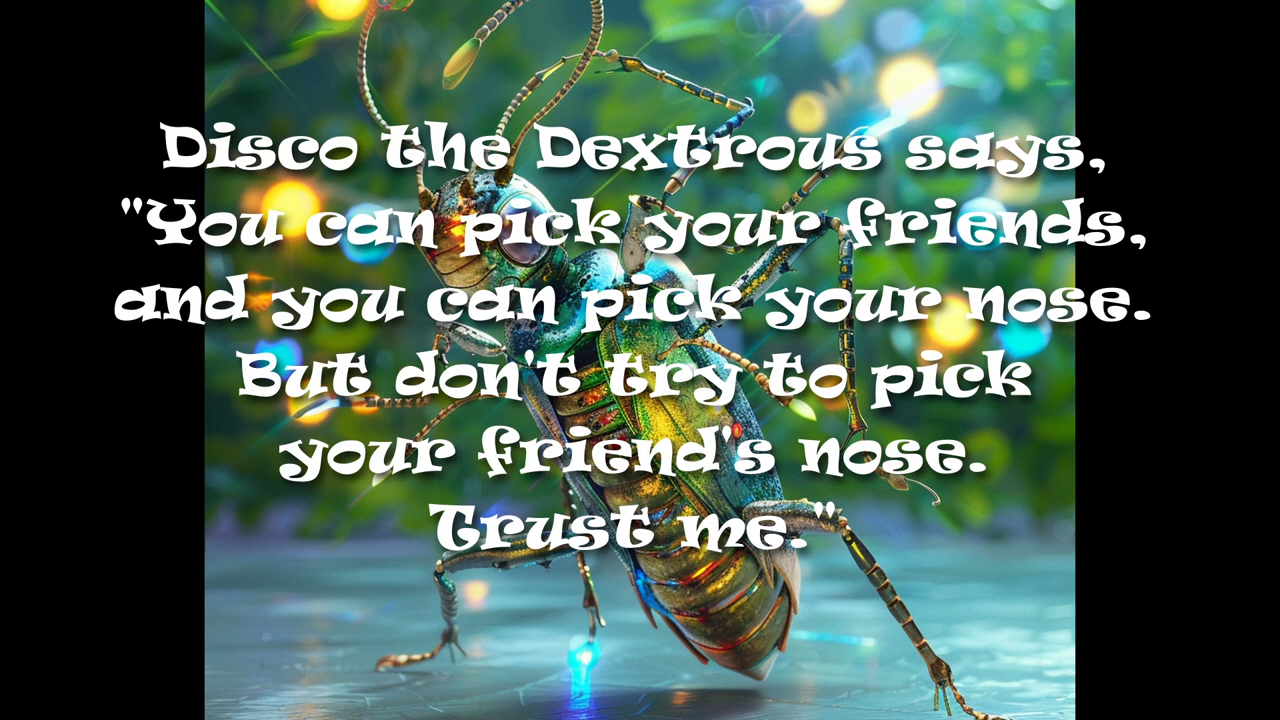 Disco the Dextrous says,
"You can pick your friends,
and you can pick your nose.
But don't try to pick
your friend's nose.
Trust me."